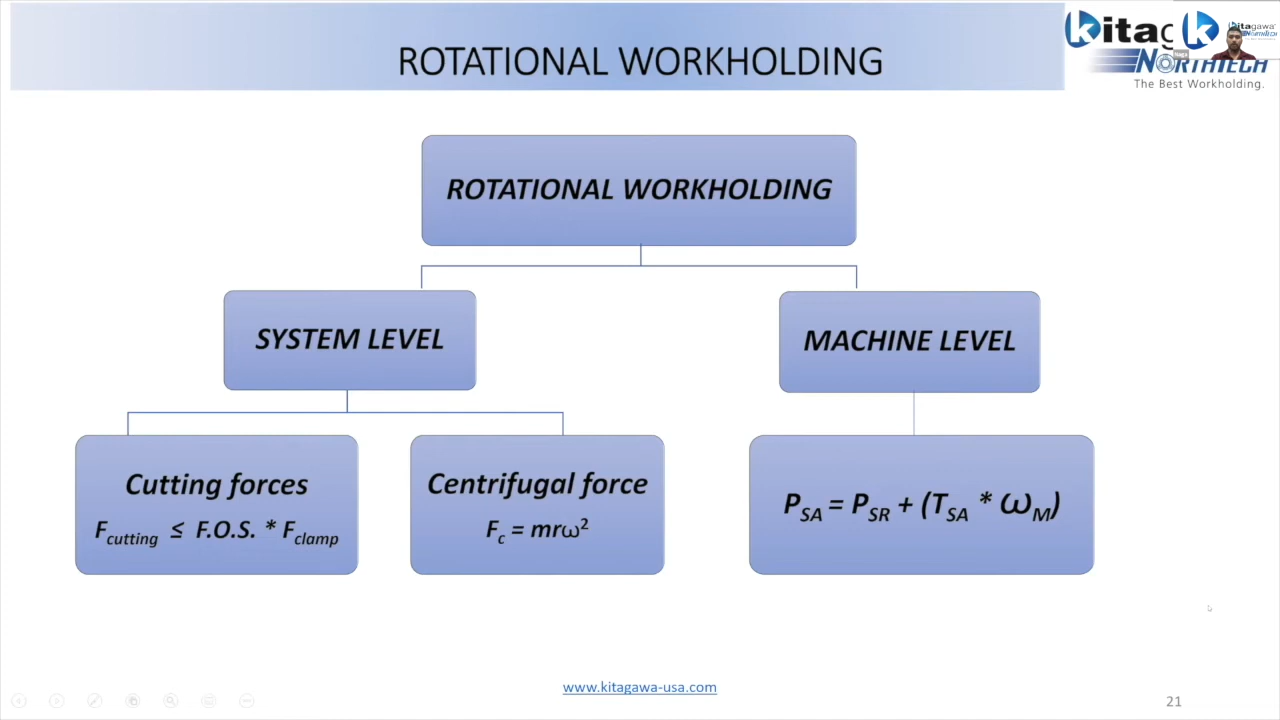 ROTATIONAL WORKHOLDING
kitag
NORTHTECH
The Best Workholding.
ROTATIONAL WORKHOLDING
SYSTEM LEVEL
MACHINE LEVEL
Cutting forces
F_cutting ≤ F.O.S. * F_clamp
Centrifugal force
F_c = mrω²
P_SA = P_SR + (T_SA * ω_M)
www.kitagawa-usa.com
21